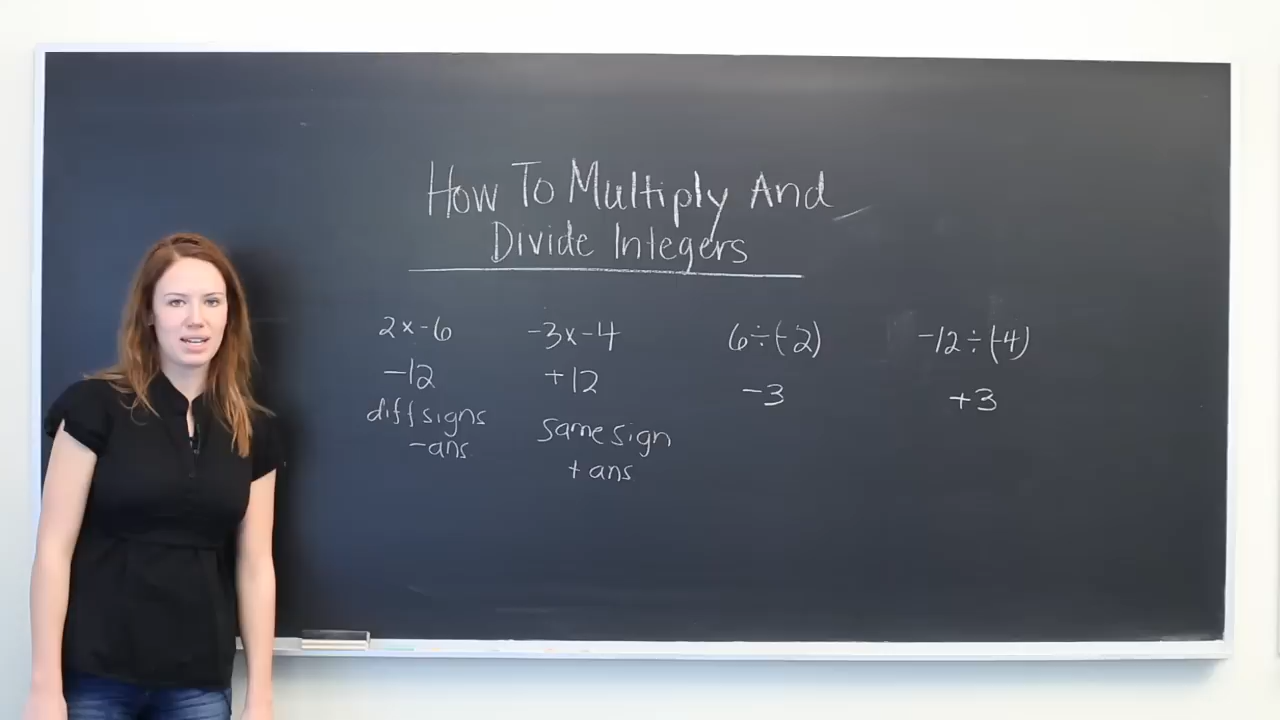 How To Multiply And
Divide Integers
2x-6
-12
diff signs
-ans
-3x-4
+12
same sign
+ ans
6÷(-2)
-3
-12÷(-4)
+3